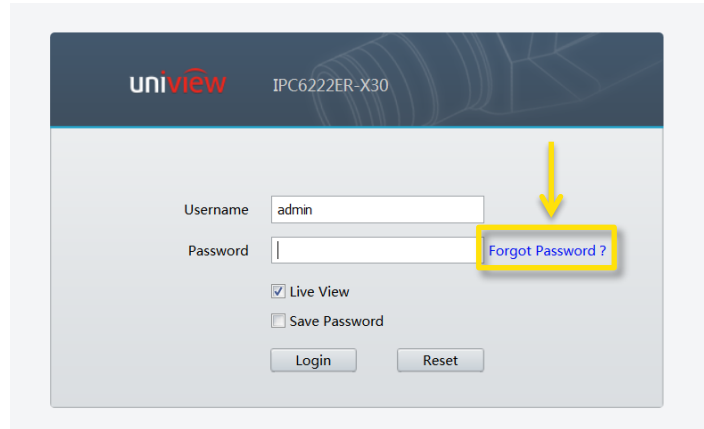 uniview IPC6222ER-X30
Username admin
Password Forgot Password ?
Live View
Save Password
Login Reset